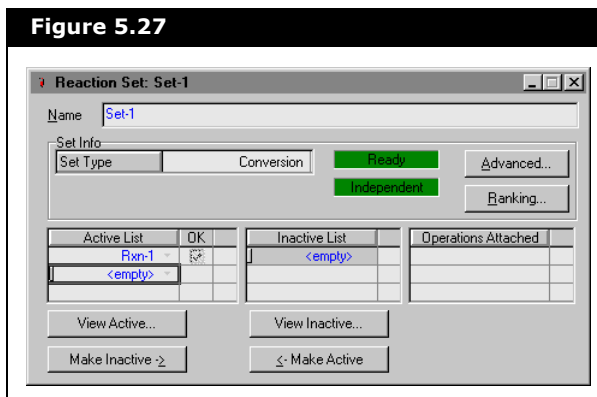 Figure 5.27
Reaction Set: Set-1
Name Set-1
Set Info
Set Type Conversion Ready Advanced...
Independent Ranking...
Active List OK Inactive List Operations Attached
Rxn-1 <empty>
<empty>
View Active... View Inactive...
Make Inactive -> <- Make Active